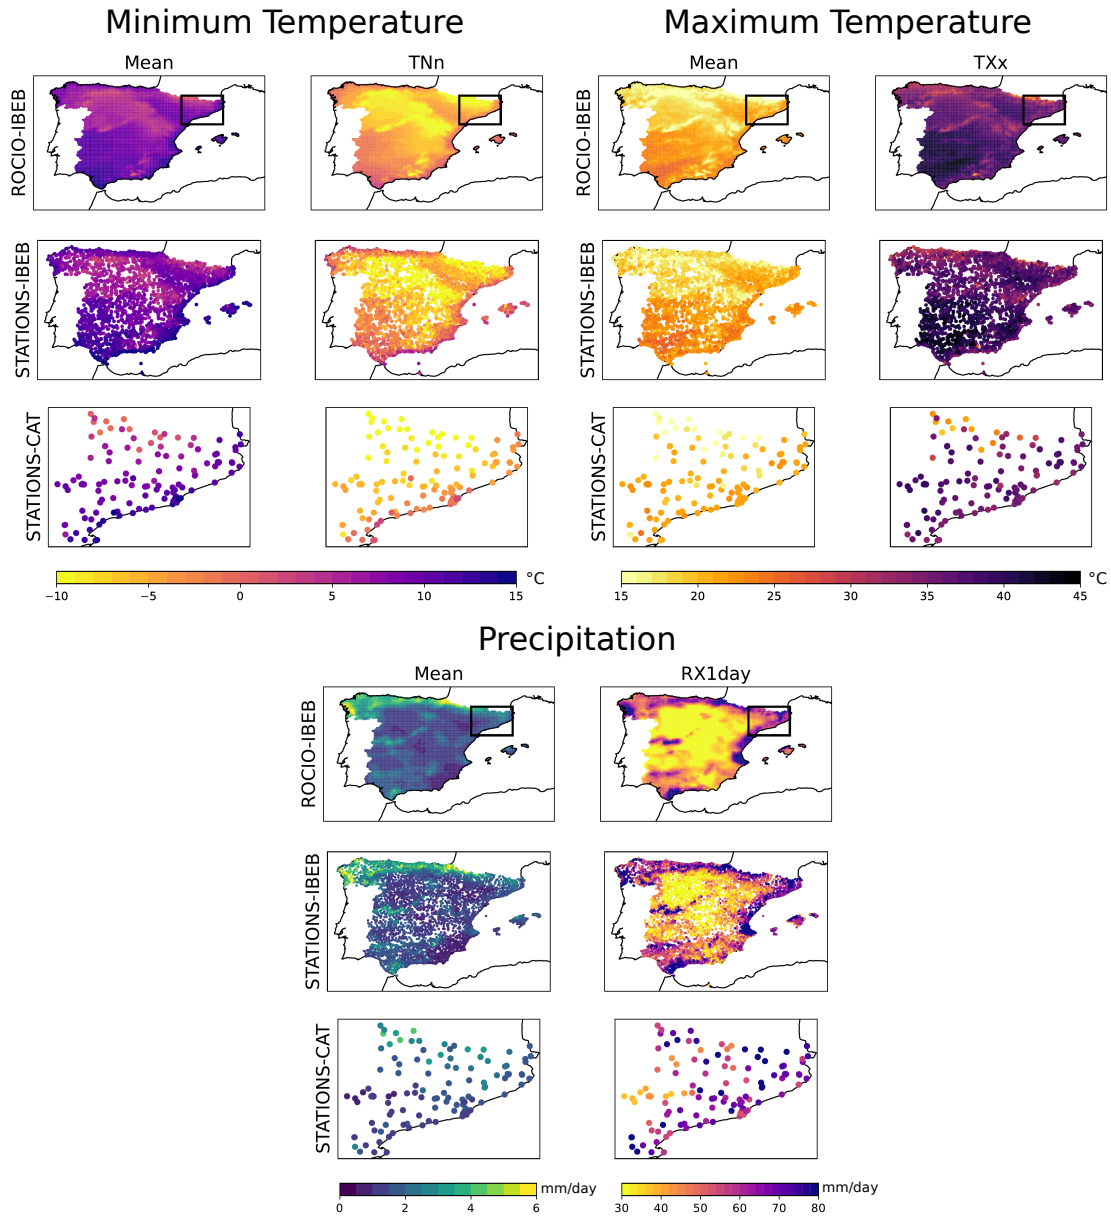 Minimum Temperature
Maximum Temperature
Mean
TNn
Mean
TXx
ROCIO-IBEB
ROCIO-IBEB
STATIONS-IBEB
STATIONS-IBEB
STATIONS-CAT
STATIONS-CAT
−10 −5 0 5 10 15 °C
15 20 25 30 35 40 45 °C
Precipitation
Mean
RX1day
ROCIO-IBEB
STATIONS-IBEB
STATIONS-CAT
0 2 4 6 mm/day
30 40 50 60 70 80 mm/day